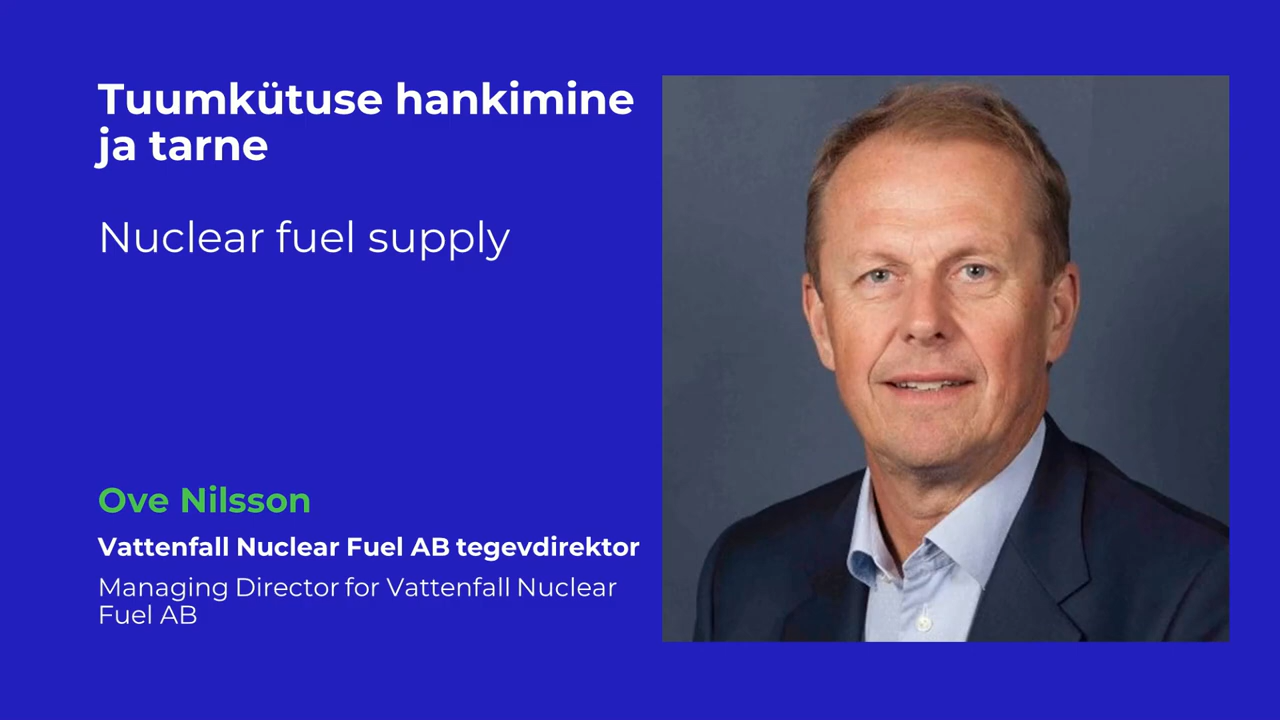 Tuumkütuse hankimine
ja tarne
Nuclear fuel supply
Ove Nilsson
Vattenfall Nuclear Fuel AB tegevdirektor
Managing Director for Vattenfall Nuclear
Fuel AB